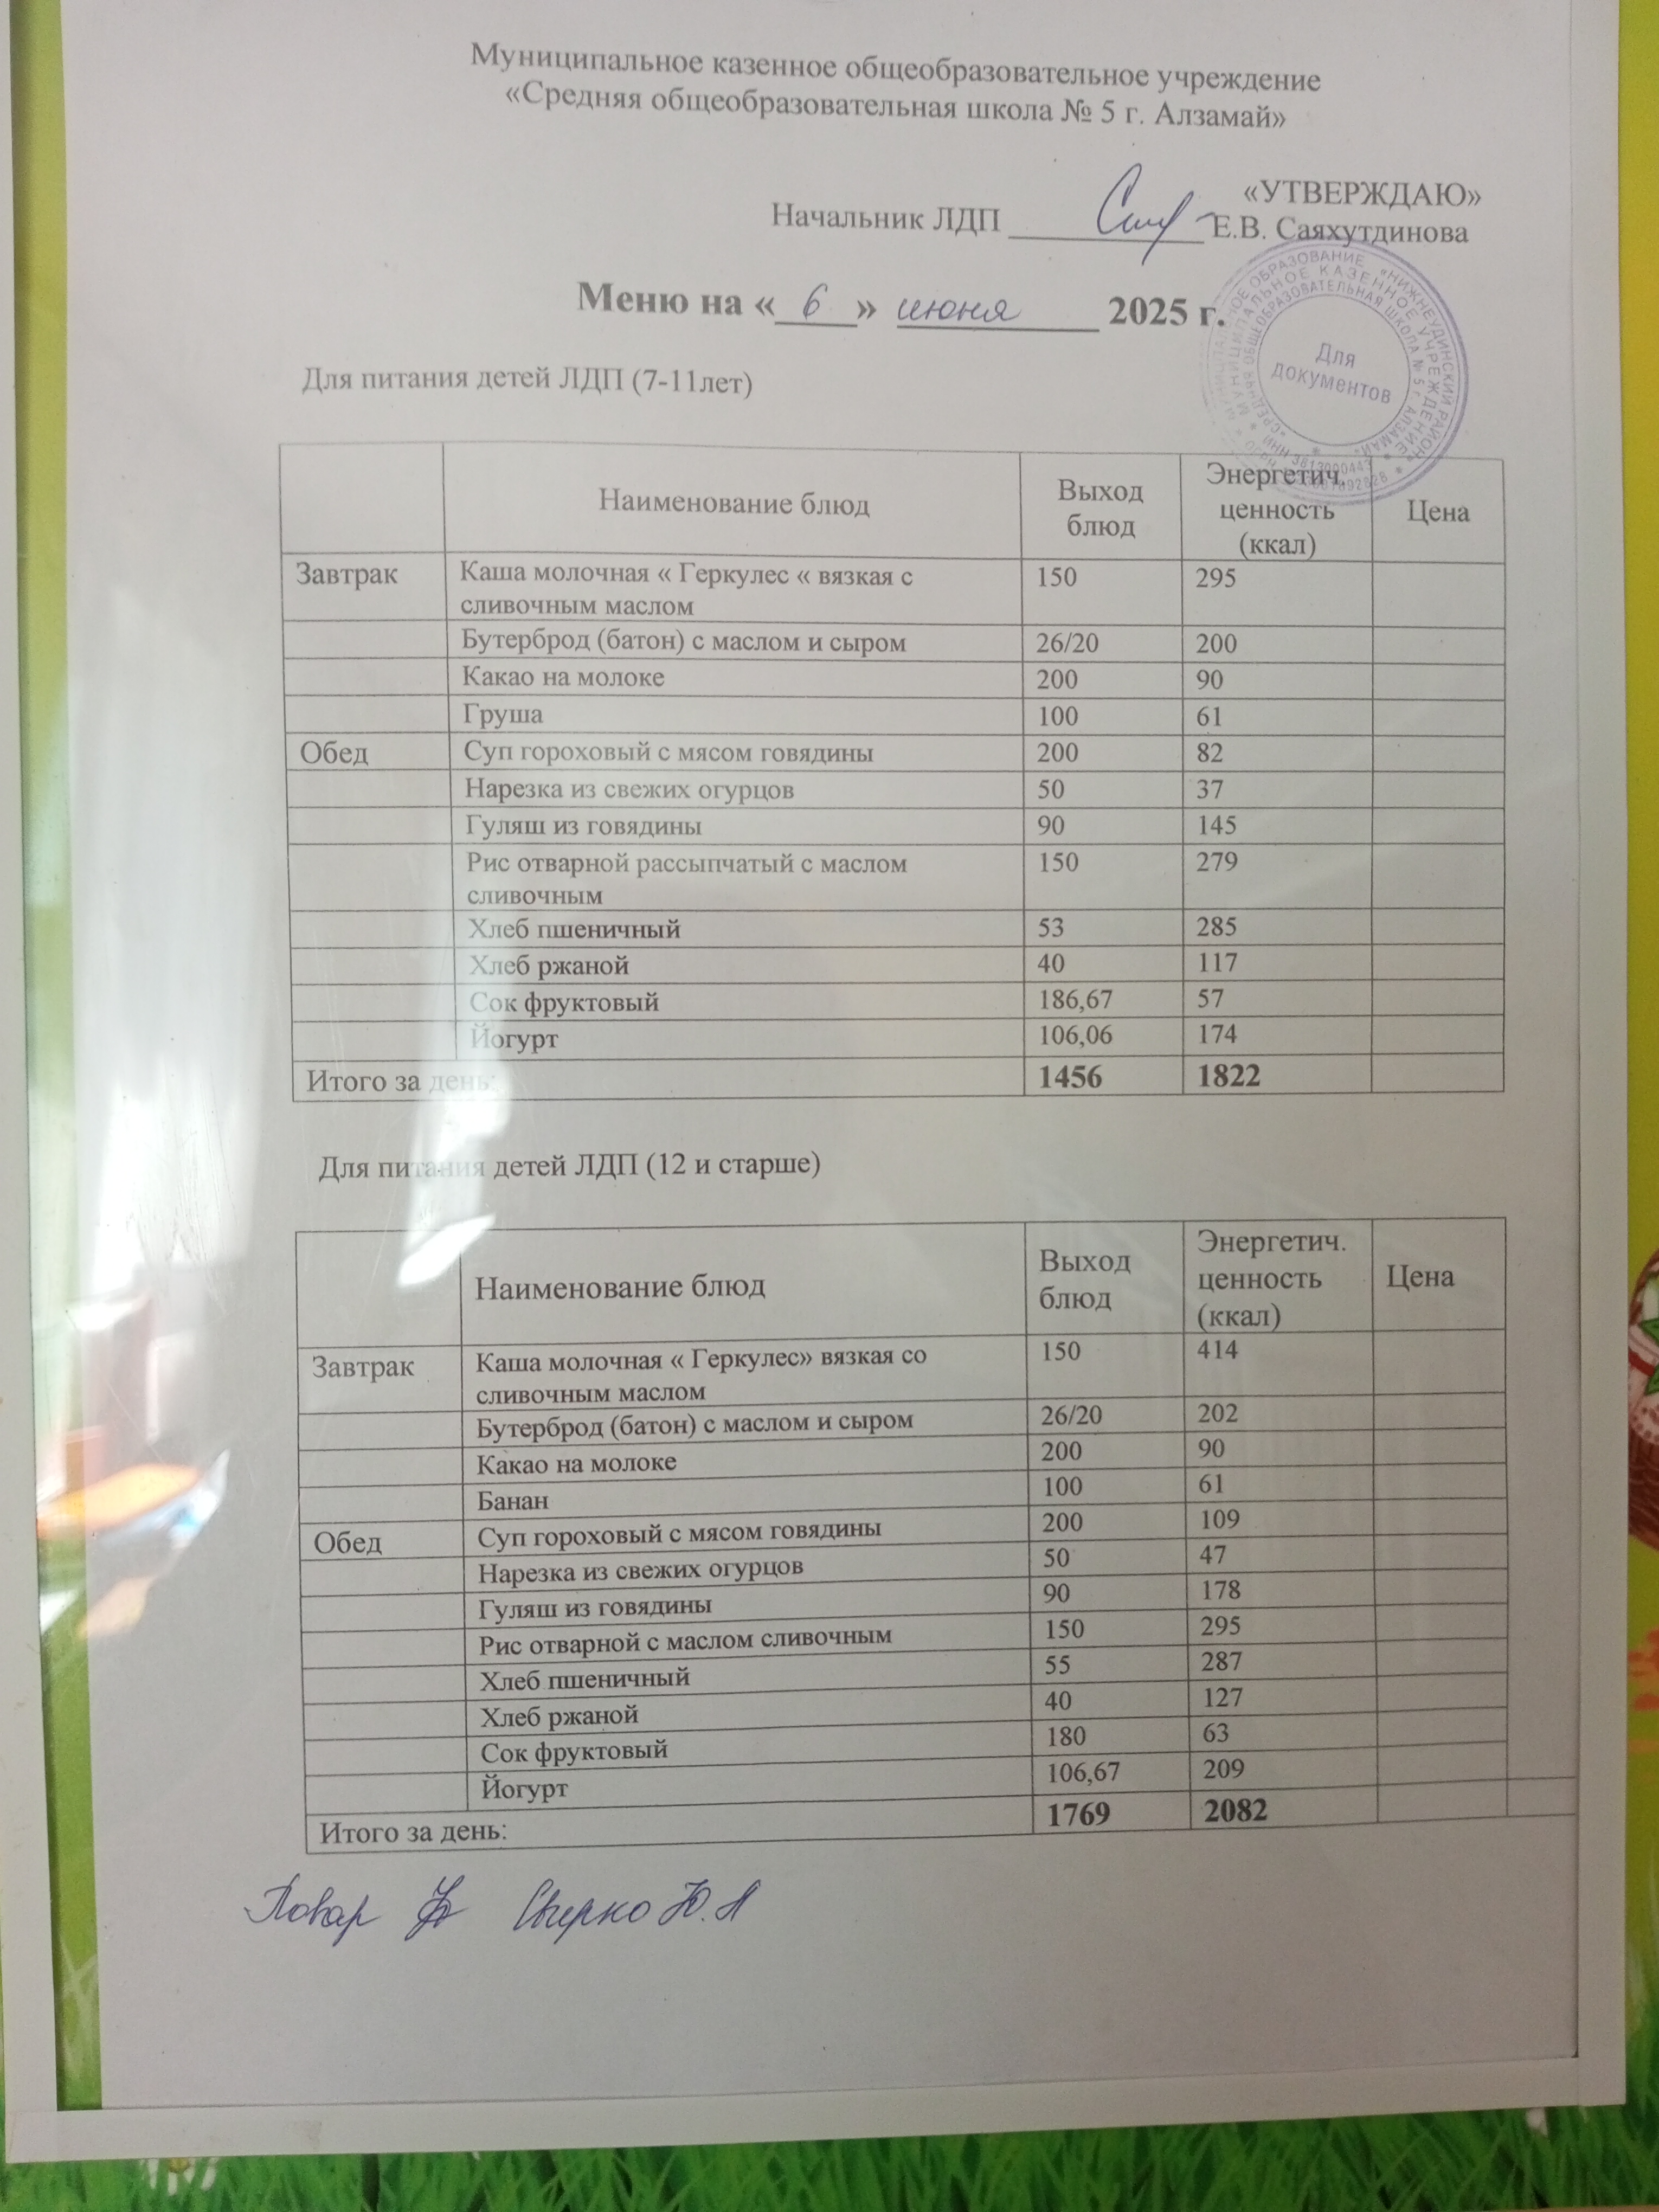 Муниципальное казенное общеобразовательное учреждение
«Средняя общеобразовательная школа № 5 г. Алзамай»
«УТВЕРЖДАЮ»
Начальник ЛДП ____________ Е.В. Саяхутдинова
Меню на « 6 » июня 2025 г.
Для документов
Для питания детей ЛДП (7-11лет)
Наименование блюд Выход блюд Энергетич. ценность (ккал) Цена
Завтрак Каша молочная « Геркулес « вязкая с сливочным маслом 150 295
Бутерброд (батон) с маслом и сыром 26/20 200
Какао на молоке 200 90
Груша 100 61
Обед Суп гороховый с мясом говядины 200 82
Нарезка из свежих огурцов 50 37
Гуляш из говядины 90 145
Рис отварной рассыпчатый с маслом сливочным 150 279
Хлеб пшеничный 53 285
Хлеб ржаной 40 117
Сок фруктовый 186,67 57
Йогурт 106,06 174
Итого за день: 1456 1822
Для питания детей ЛДП (12 и старше)
Наименование блюд Выход блюд Энергетич. ценность (ккал) Цена
Завтрак Каша молочная « Геркулес» вязкая со сливочным маслом 150 414
Бутерброд (батон) с маслом и сыром 26/20 202
Какао на молоке 200 90
Банан 100 61
Обед Суп гороховый с мясом говядины 200 109
Нарезка из свежих огурцов 50 47
Гуляш из говядины 90 178
Рис отварной с маслом сливочным 150 295
Хлеб пшеничный 55 287
Хлеб ржаной 40 127
Сок фруктовый 180 63
Йогурт 106,67 209
Итого за день: 1769 2082
Повар